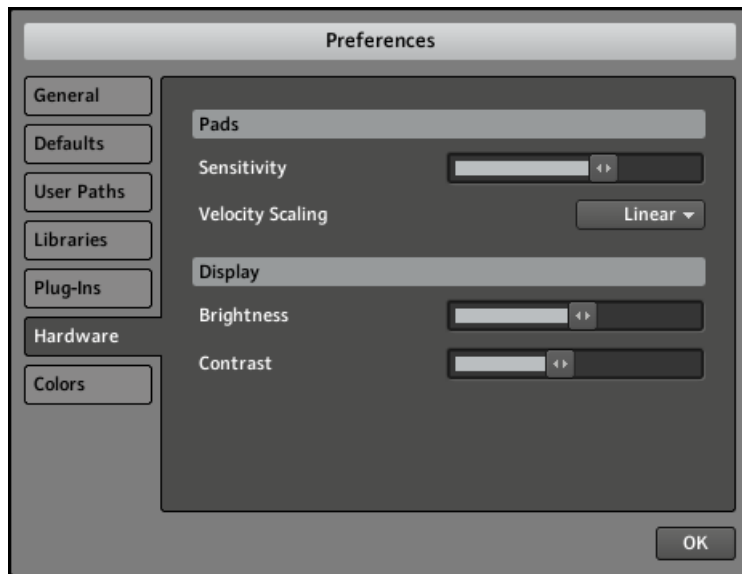 Preferences
General
Defaults
User Paths
Libraries
Plug-Ins
Hardware
Colors
Pads
Sensitivity
Velocity Scaling Linear
Display
Brightness
Contrast
OK